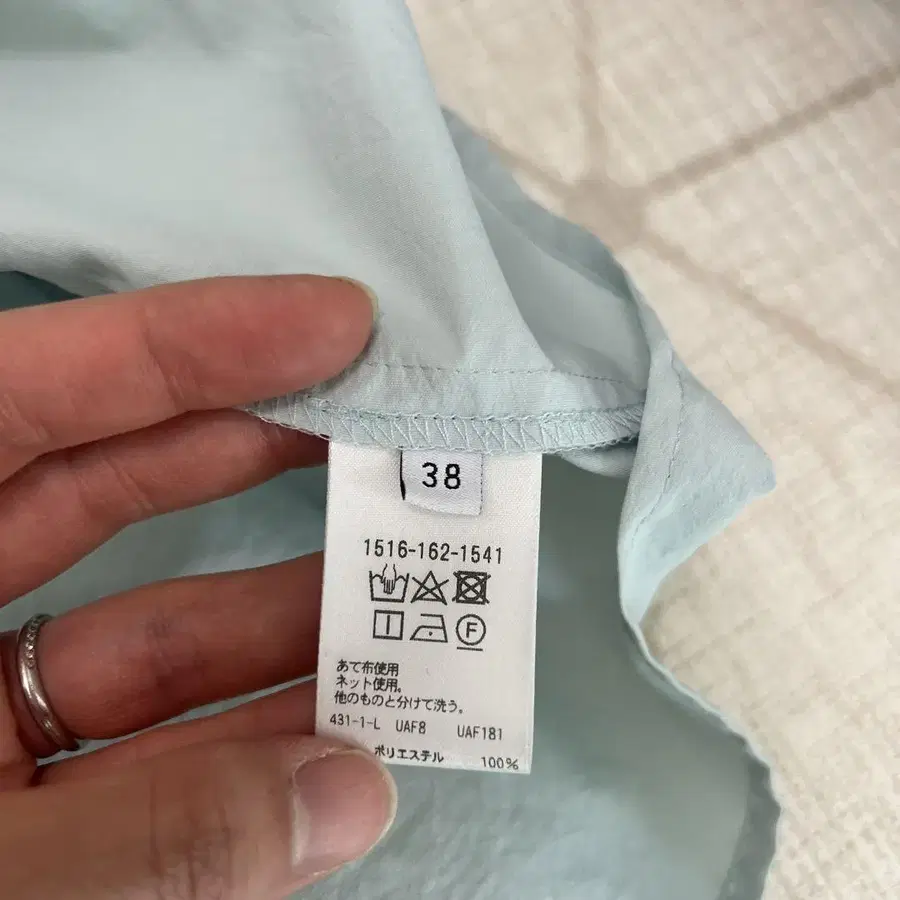 38
1516-162-1541
F
あて布使用
ネット使用。
他のものと分けて洗う。
431-1-L UAF8 UAF181
ポリエステル 100%